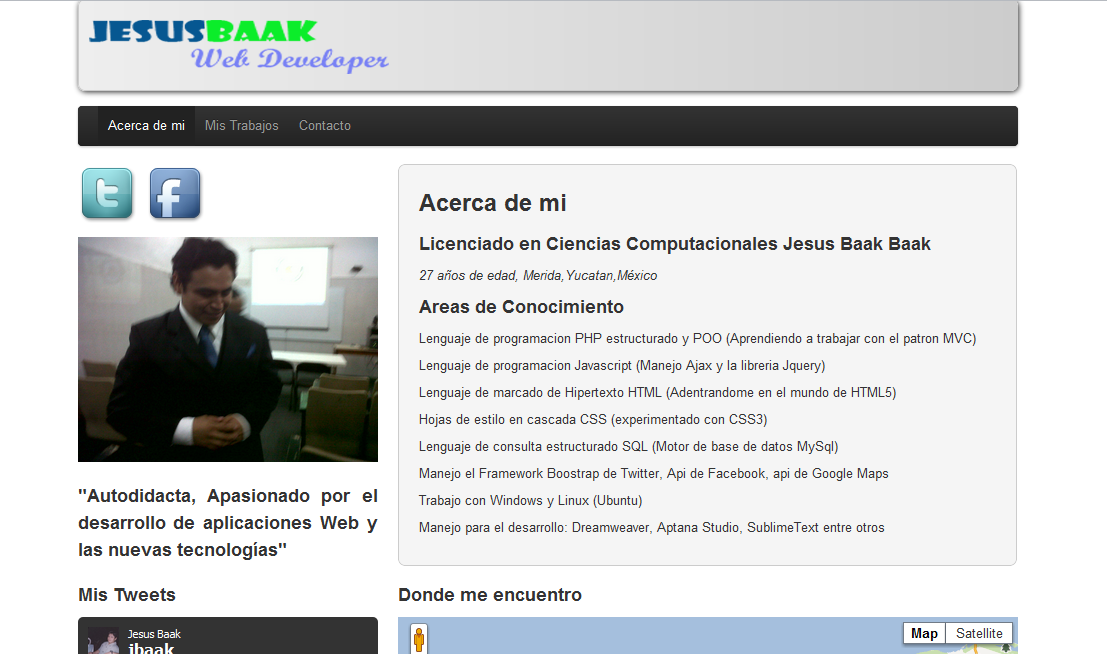 JESUSBAAK
Web Developer
Acerca de mi Mis Trabajos Contacto
Acerca de mi
Licenciado en Ciencias Computacionales Jesus Baak Baak
27 años de edad, Merida,Yucatan,México
Areas de Conocimiento
Lenguaje de programacion PHP estructurado y POO (Aprendiendo a trabajar con el patron MVC)
Lenguaje de programacion Javascript (Manejo Ajax y la libreria Jquery)
Lenguaje de marcado de Hipertexto HTML (Adentrandome en el mundo de HTML5)
Hojas de estilo en cascada CSS (experimentado con CSS3)
Lenguaje de consulta estructurado SQL (Motor de base de datos MySql)
Manejo el Framework Boostrap de Twitter, Api de Facebook, api de Google Maps
Trabajo con Windows y Linux (Ubuntu)
Manejo para el desarrollo: Dreamweaver, Aptana Studio, SublimeText entre otros
"Autodidacta, Apasionado por el
desarrollo de aplicaciones Web y
las nuevas tecnologías"
Mis Tweets
Jesus Baak
jbaak
Donde me encuentro
Map Satellite